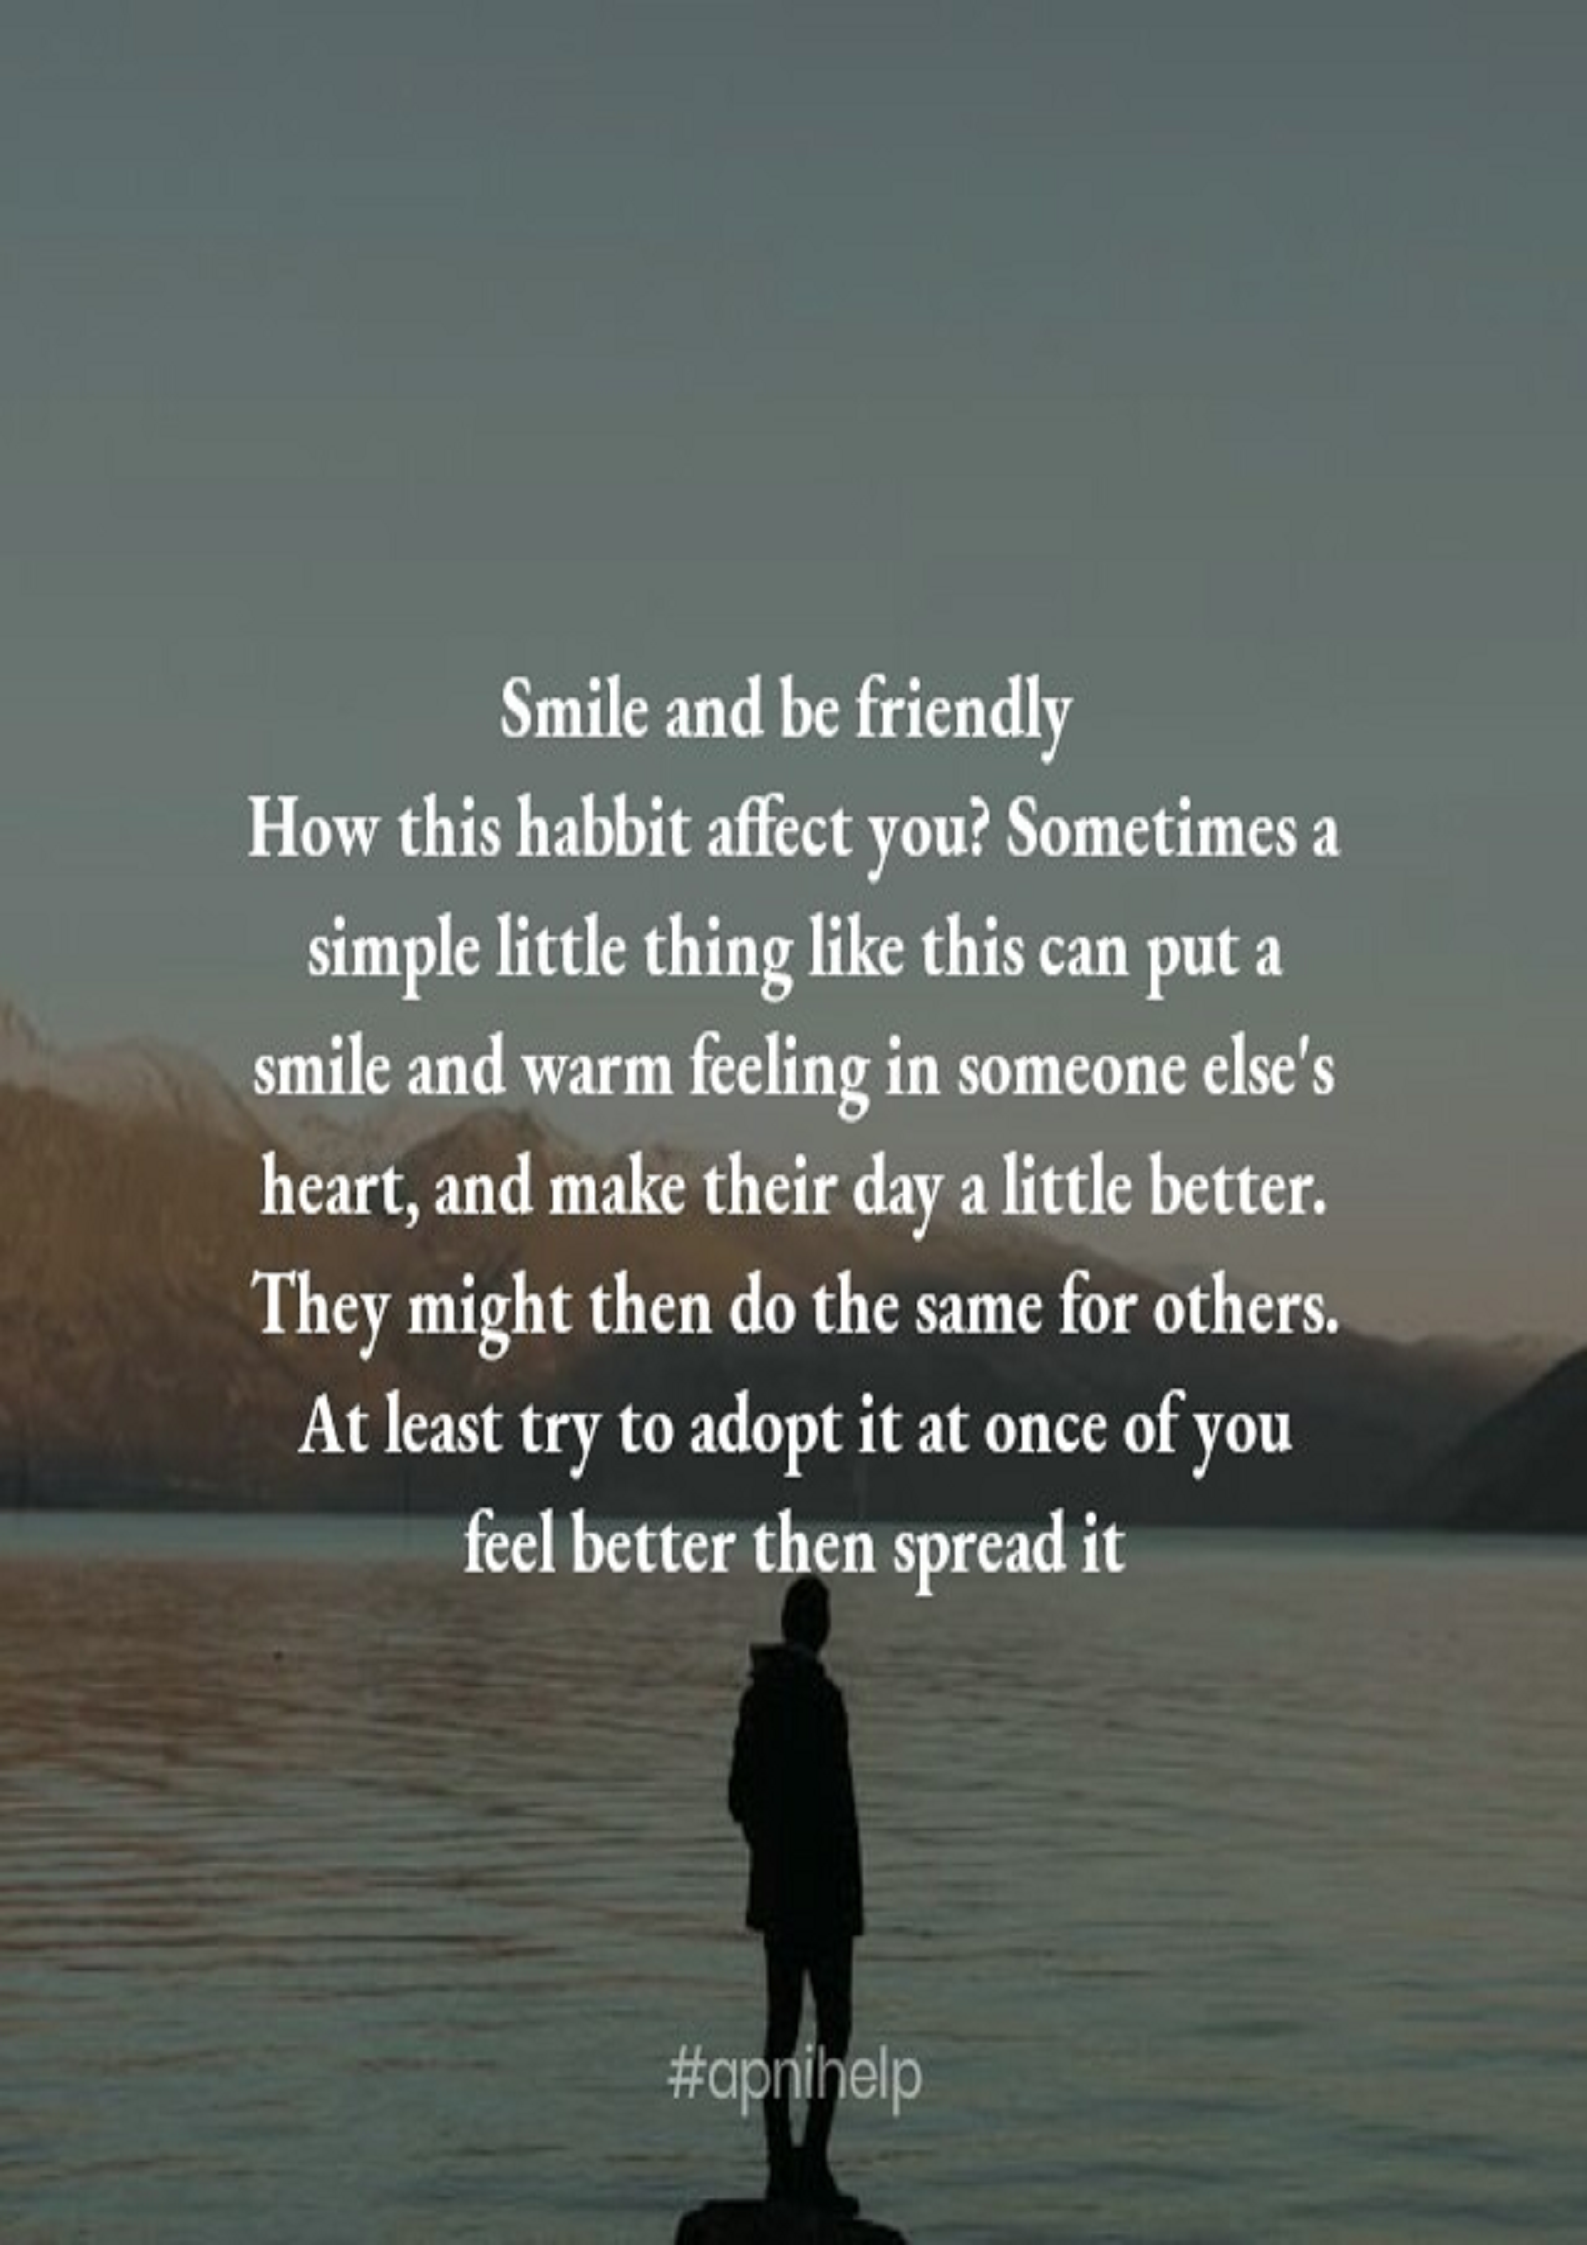 Smile and be friendly
How this habbit affect you? Sometimes a
simple little thing like this can put a
smile and warm feeling in someone else's
heart, and make their day a little better.
They might then do the same for others.
At least try to adopt it at once of you
feel better then spread it
#apnihelp